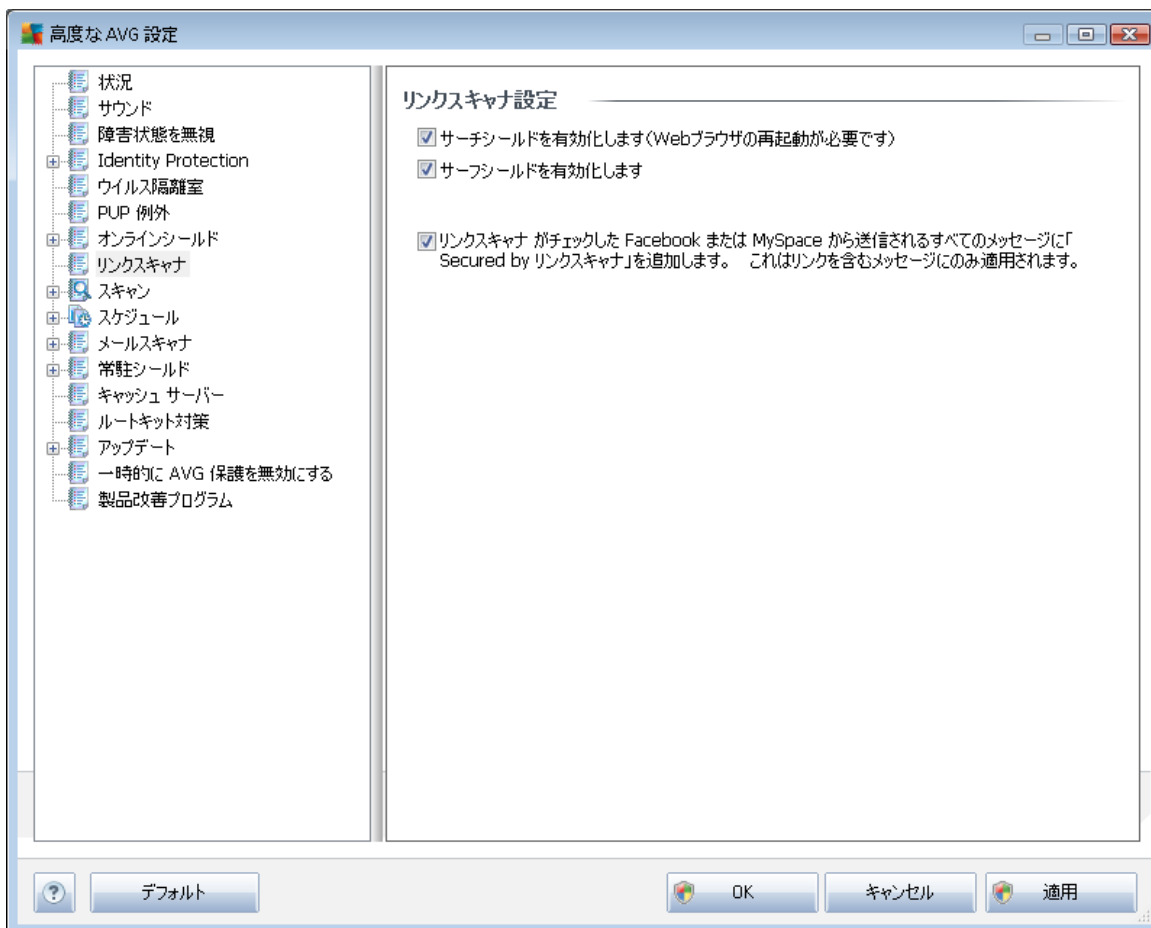 高度な AVG 設定
状況
サウンド
障害状態を無視
Identity Protection
ウイルス隔離室
PUP 例外
オンラインシールド
リンクスキャナ
スキャン
スケジュール
メールスキャナ
常駐シールド
キャッシュ サーバー
ルートキット対策
アップデート
一時的に AVG 保護を無効にする
製品改善プログラム
リンクスキャナ設定
サーチシールドを有効化します(Webブラウザの再起動が必要です)
サーフシールドを有効化します
リンクスキャナ がチェックした Facebook または MySpace から送信されるすべてのメッセージに「
Secured by リンクスキャナ」を追加します。 これはリンクを含むメッセージにのみ適用されます。
?
デフォルト
OK
キャンセル
適用